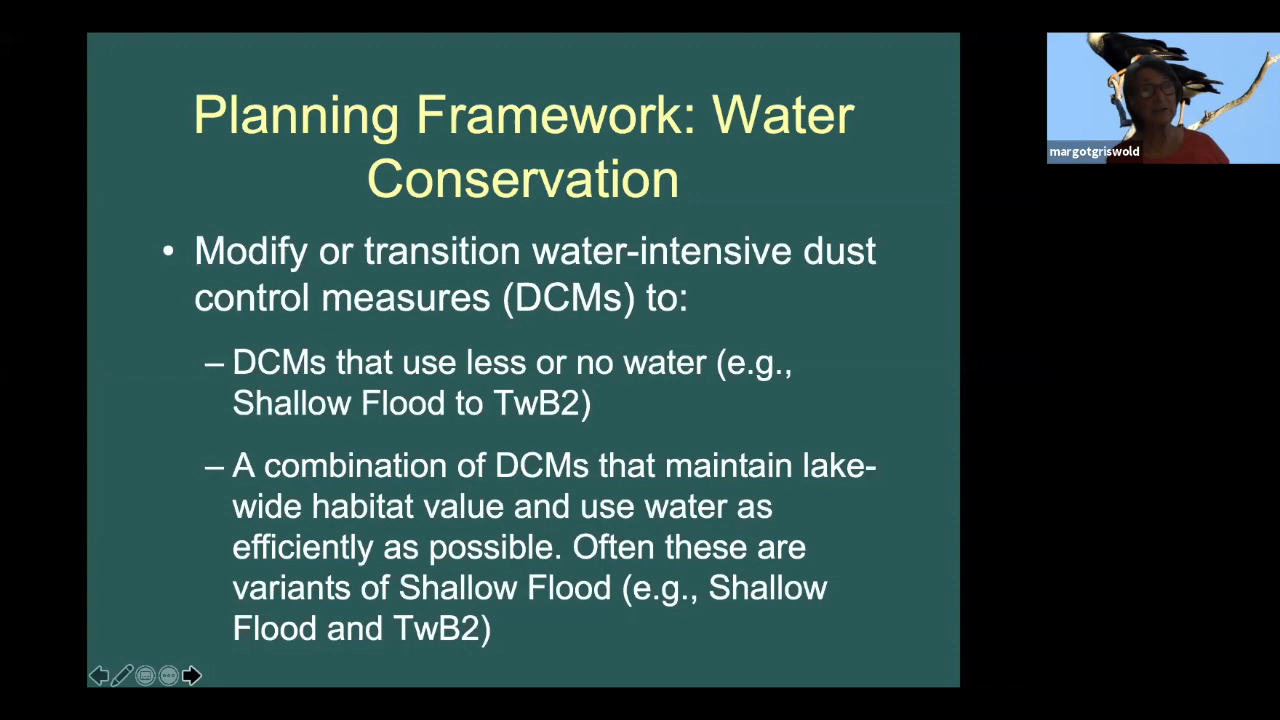 Planning Framework: Water
Conservation
• Modify or transition water-intensive dust
control measures (DCMs) to:
– DCMs that use less or no water (e.g.,
Shallow Flood to TwB2)
– A combination of DCMs that maintain lake-
wide habitat value and use water as
efficiently as possible. Often these are
variants of Shallow Flood (e.g., Shallow
Flood and TwB2)
margotgriswold